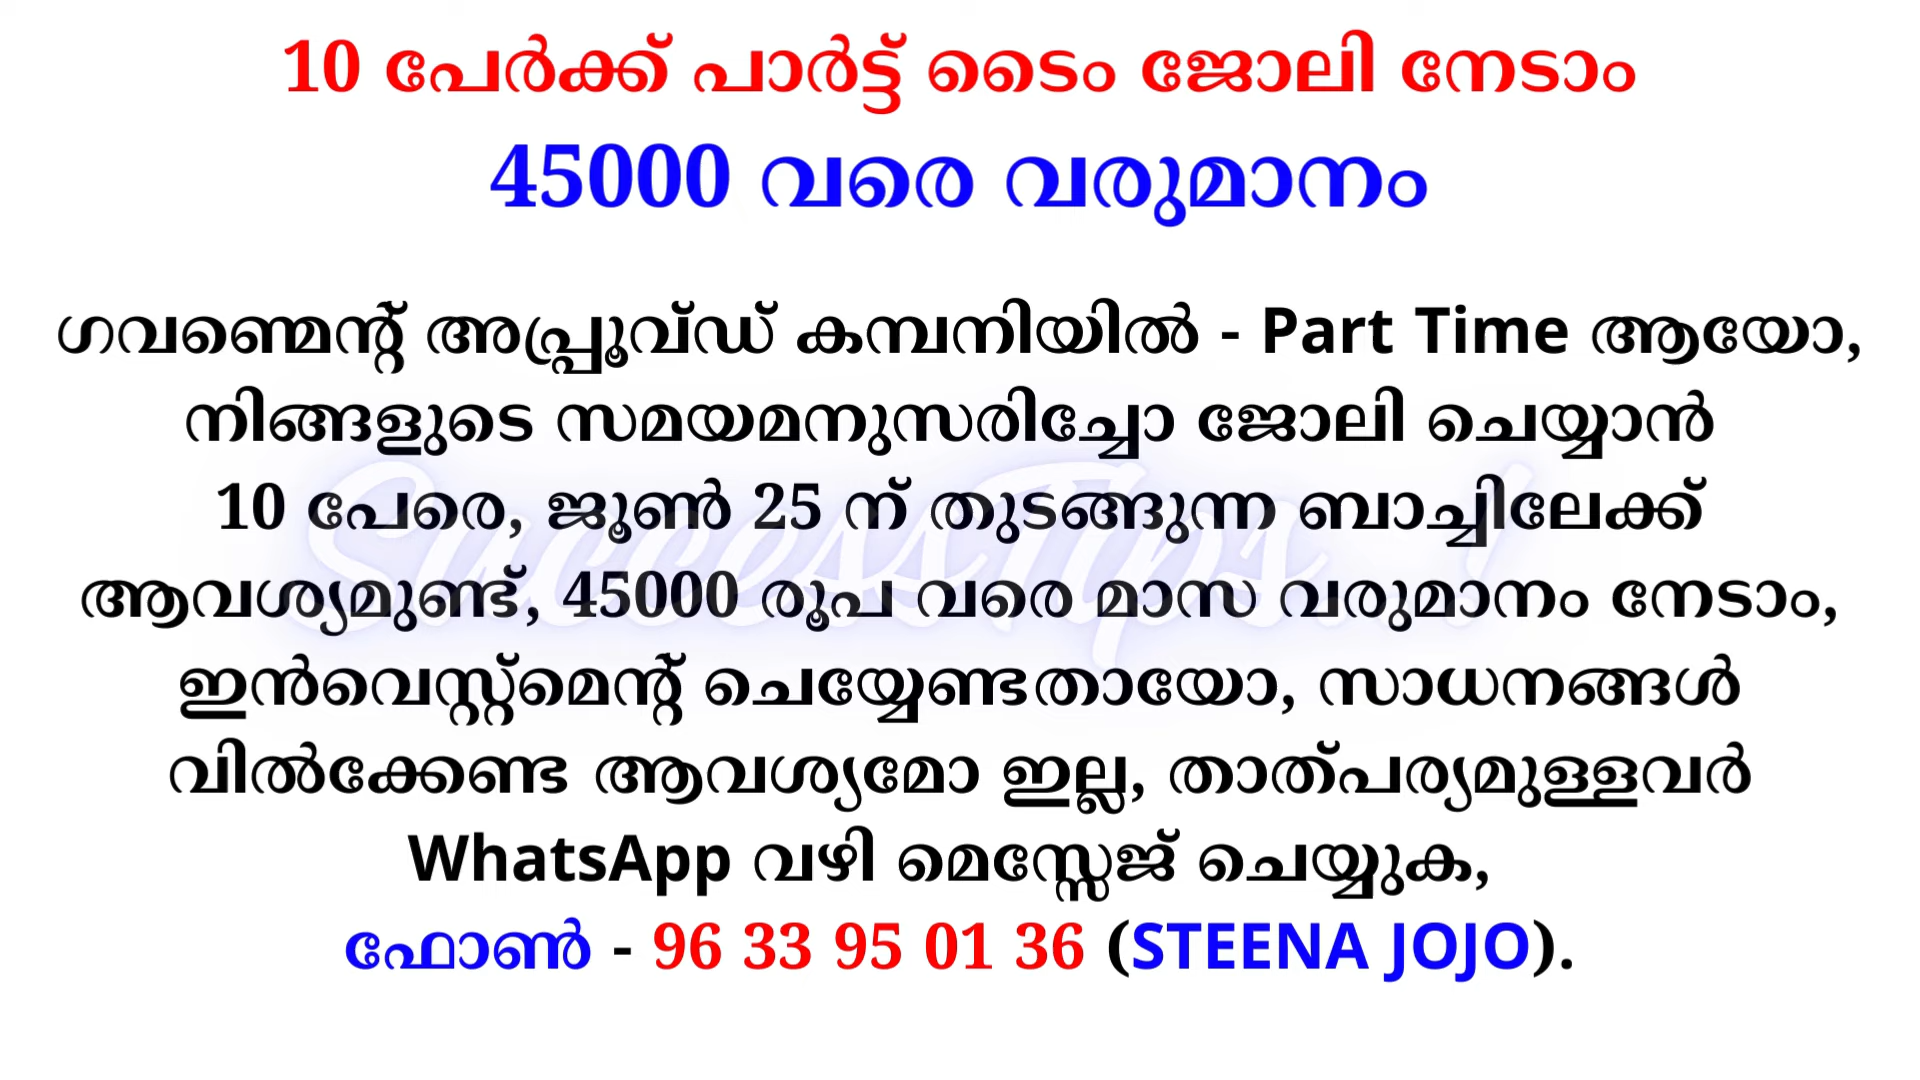 10 പേർക്ക് പാർട്ട് ടൈം ജോലി നേടാം
45000 വരെ വരുമാനം
ഗവണ്മെന്റ് അപ്പ്രൂവ്ഡ് കമ്പനിയിൽ - Part Time ആയോ,
നിങ്ങളുടെ സമയമനുസരിച്ചോ ജോലി ചെയ്യാൻ
10 പേരെ, ജൂൺ 25 ന് തുടങ്ങുന്ന ബാച്ചിലേക്ക്
ആവശ്യമുണ്ട്, 45000 രൂപ വരെ മാസ വരുമാനം നേടാം,
ഇൻവെസ്റ്റ്മെന്റ് ചെയ്യേണ്ടതായോ, സാധനങ്ങൾ
വിൽക്കേണ്ട ആവശ്യമോ ഇല്ല, താത്പര്യമുള്ളവർ
WhatsApp വഴി മെസ്സേജ് ചെയ്യുക,
ഫോൺ - 96 33 95 01 36 (STEENA JOJO).
SuccessTips..!